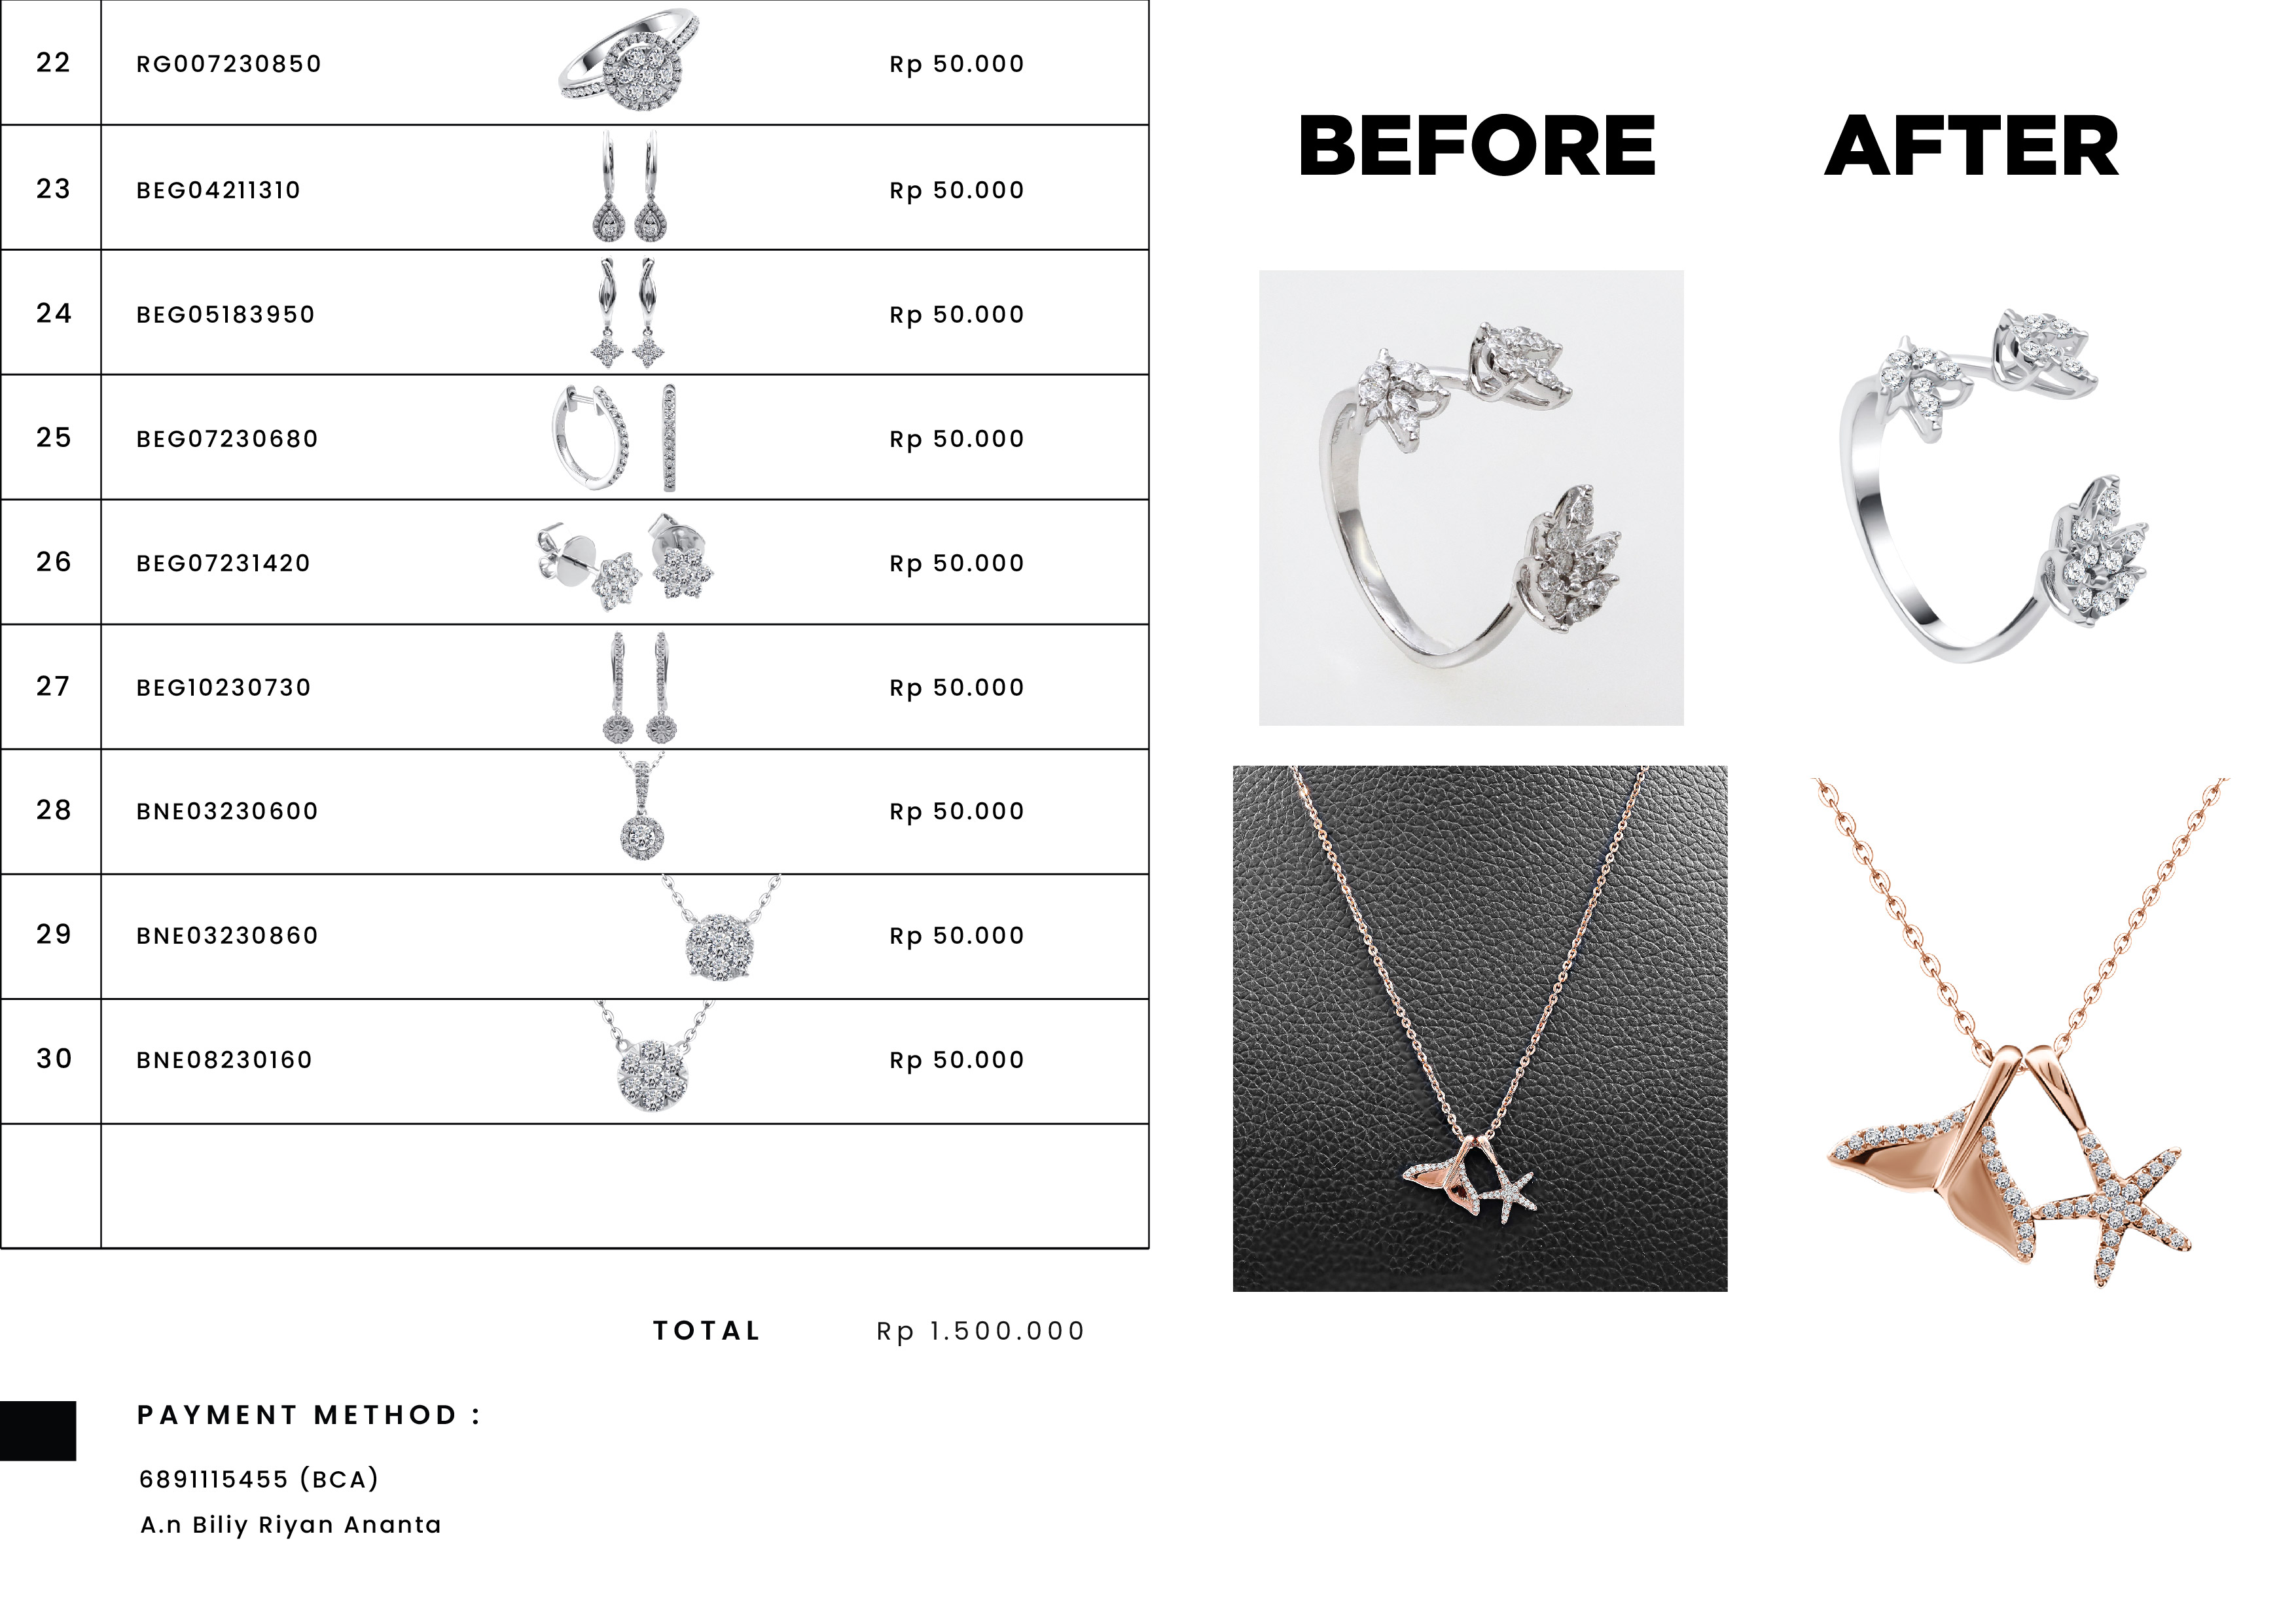 22 RG007230850 Rp 50.000
23 BEG04211310 Rp 50.000
24 BEG05183950 Rp 50.000
25 BEG07230680 Rp 50.000
26 BEG07231420 Rp 50.000
27 BEG10230730 Rp 50.000
28 BNE03230600 Rp 50.000
29 BNE03230860 Rp 50.000
30 BNE08230160 Rp 50.000
TOTAL Rp 1.500.000
PAYMENT METHOD :
6891115455 (BCA)
A.n Biliy Riyan Ananta
BEFORE AFTER